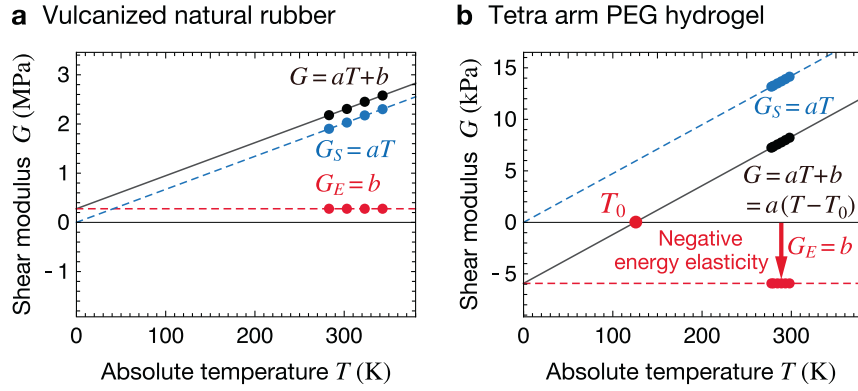 a Vulcanized natural rubber
Shear modulus G (MPa)
3
2
1
0
- 1
G = aT + b
G_S = aT
G_E = b
0 100 200 300
Absolute temperature T (K)
b Tetra arm PEG hydrogel
Shear modulus G (kPa)
15
10
5
0
- 5
G_S = aT
T_0
G = aT + b
= a (T − T_0)
Negative
energy elasticity
G_E = b
0 100 200 300
Absolute temperature T (K)